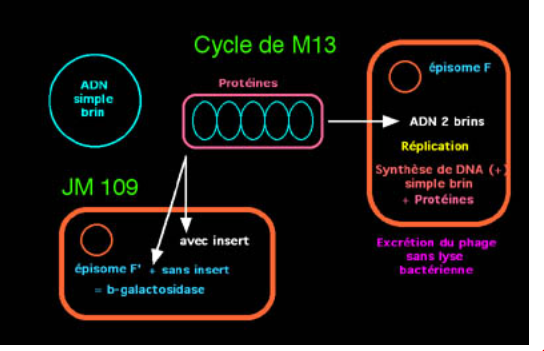 Cycle de M13
ADN
simple
brin
Protéines
épisome F
ADN 2 brins
Réplication
Synthèse de DNA (+)
simple brin
+ Protéines
Excrétion du phage
sans lyse
bactérienne
JM 109
avec insert
épisome F' + sans insert
= b-galactosidase